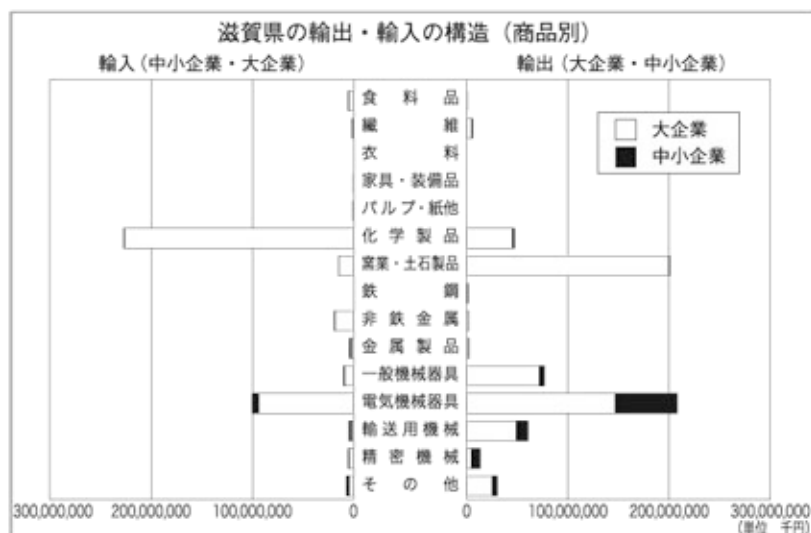 滋賀県の輸出・輸入の構造（商品別）
輸入（中小企業・大企業）
輸出（大企業・中小企業）
大企業
中小企業
食料品
繊維
衣料
家具・装備品
パルプ・紙他
化学製品
窯業・土石製品
鉄鋼
非鉄金属
金属製品
一般機械器具
電気機械器具
輸送用機械
精密機械
その他
300,000,000 200,000,000 100,000,000 0 0 100,000,000 200,000,000 300,000,000
（単位　千円）